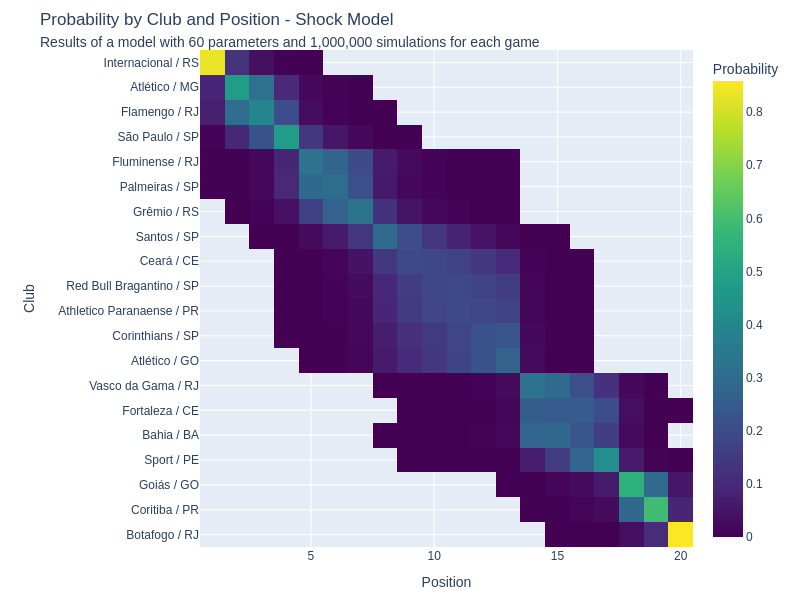 Probability by Club and Position - Shock Model
Results of a model with 60 parameters and 1,000,000 simulations for each game
Probability
Internacional / RS
Atlético / MG
Flamengo / RJ
São Paulo / SP
Fluminense / RJ
Palmeiras / SP
Grêmio / RS
Santos / SP
Ceará / CE
Red Bull Bragantino / SP
Athletico Paranaense / PR
Corinthians / SP
Atlético / GO
Vasco da Gama / RJ
Fortaleza / CE
Bahia / BA
Sport / PE
Goiás / GO
Coritiba / PR
Botafogo / RJ
Club
5
10
15
20
Position
0.8
0.7
0.6
0.5
0.4
0.3
0.2
0.1
0